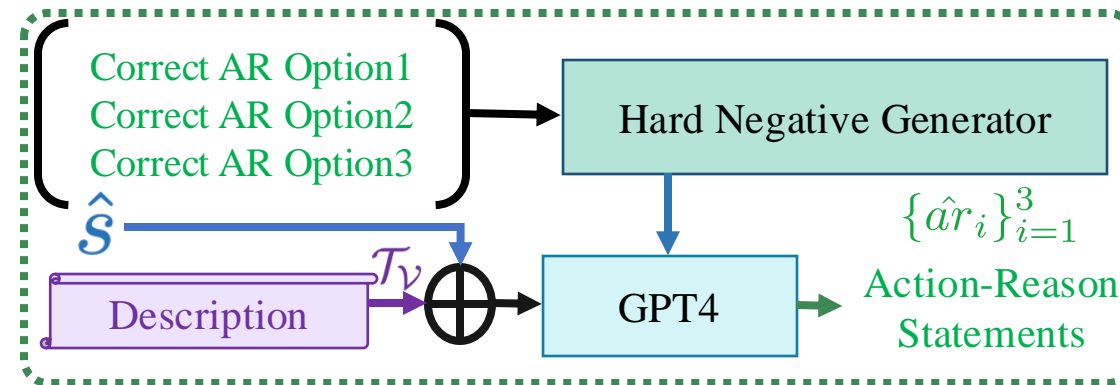 Correct AR Option1
Correct AR Option2
Correct AR Option3
Hard Negative Generator
ŝ
𝒯_𝒱
Description
GPT4
{âr_i}³_{i=1}
Action-Reason
Statements